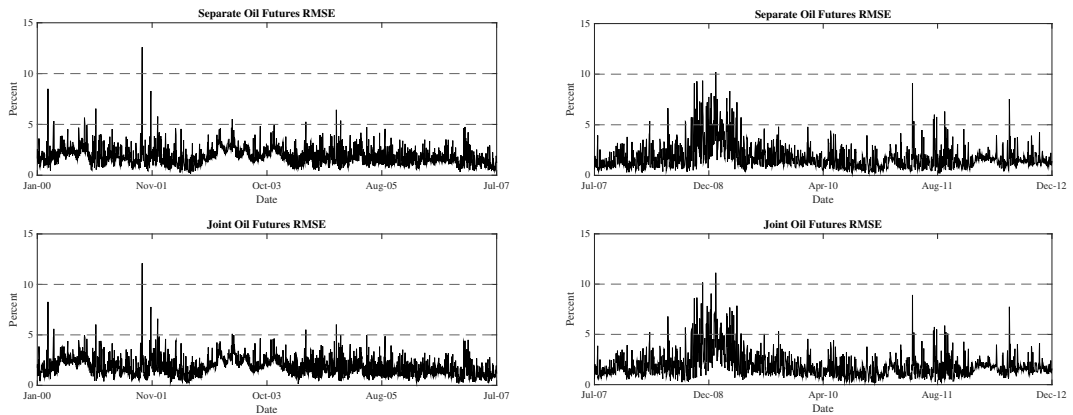 Separate Oil Futures RMSE
15
10
5
0
Percent
Jan-00 Nov-01 Oct-03 Aug-05 Jul-07
Date
Separate Oil Futures RMSE
15
10
5
0
Percent
Jul-07 Dec-08 Apr-10 Aug-11 Dec-12
Date
Joint Oil Futures RMSE
15
10
5
0
Percent
Jan-00 Nov-01 Oct-03 Aug-05 Jul-07
Date
Joint Oil Futures RMSE
15
10
5
0
Percent
Jul-07 Dec-08 Apr-10 Aug-11 Dec-12
Date